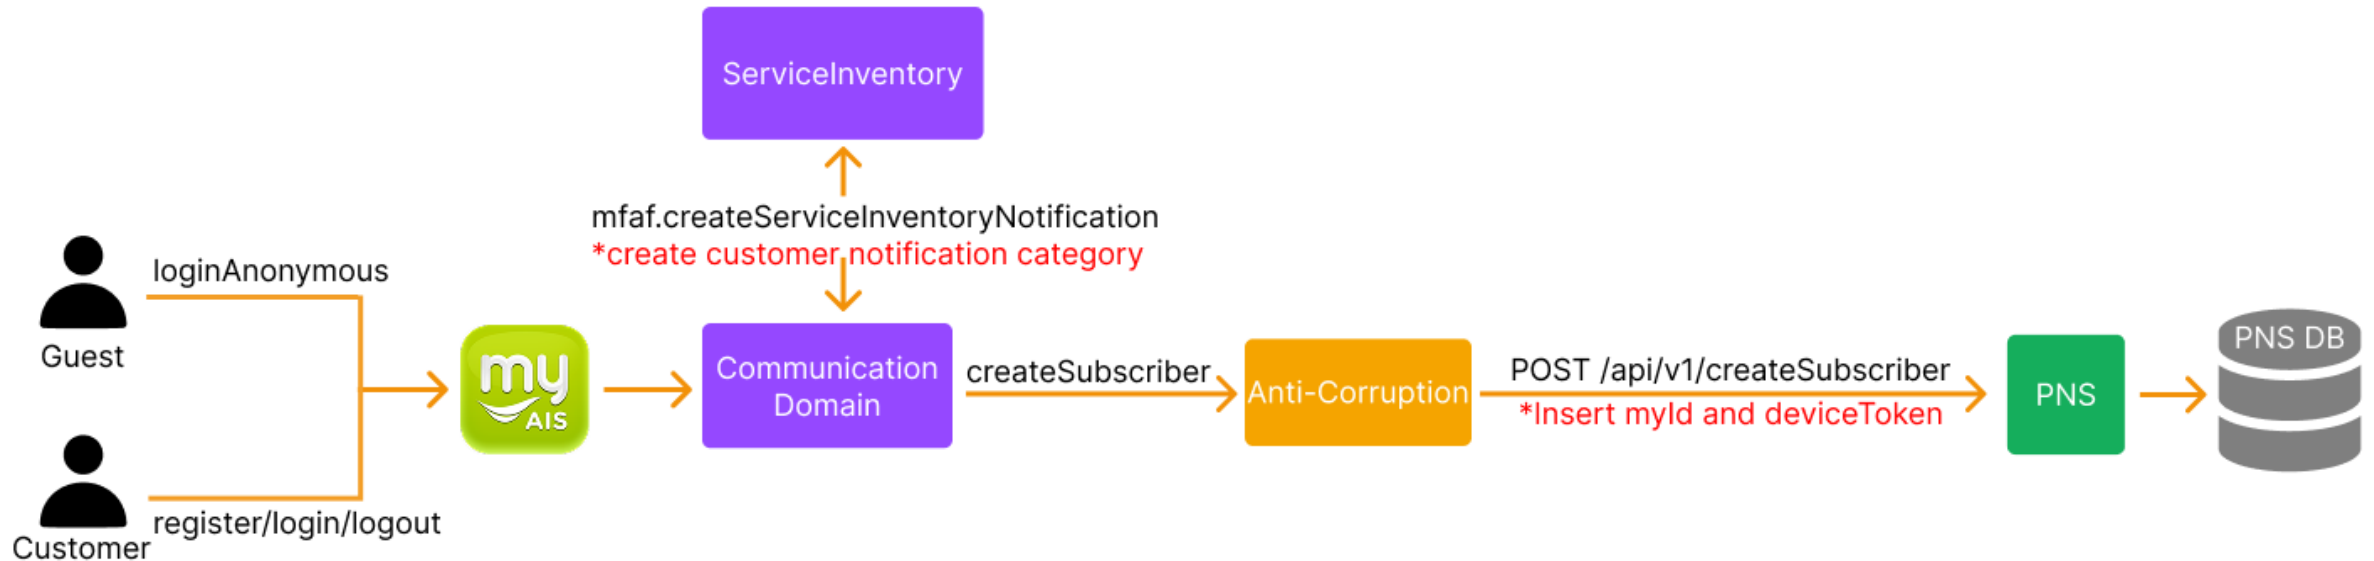 ServiceInventory
mfaf.createServiceInventoryNotification
*create customer notification category
loginAnonymous
Guest
my
AIS
Communication
Domain
createSubscriber
Anti-Corruption
POST /api/v1/createSubscriber
*Insert myId and deviceToken
PNS
PNS DB
register/login/logout
Customer